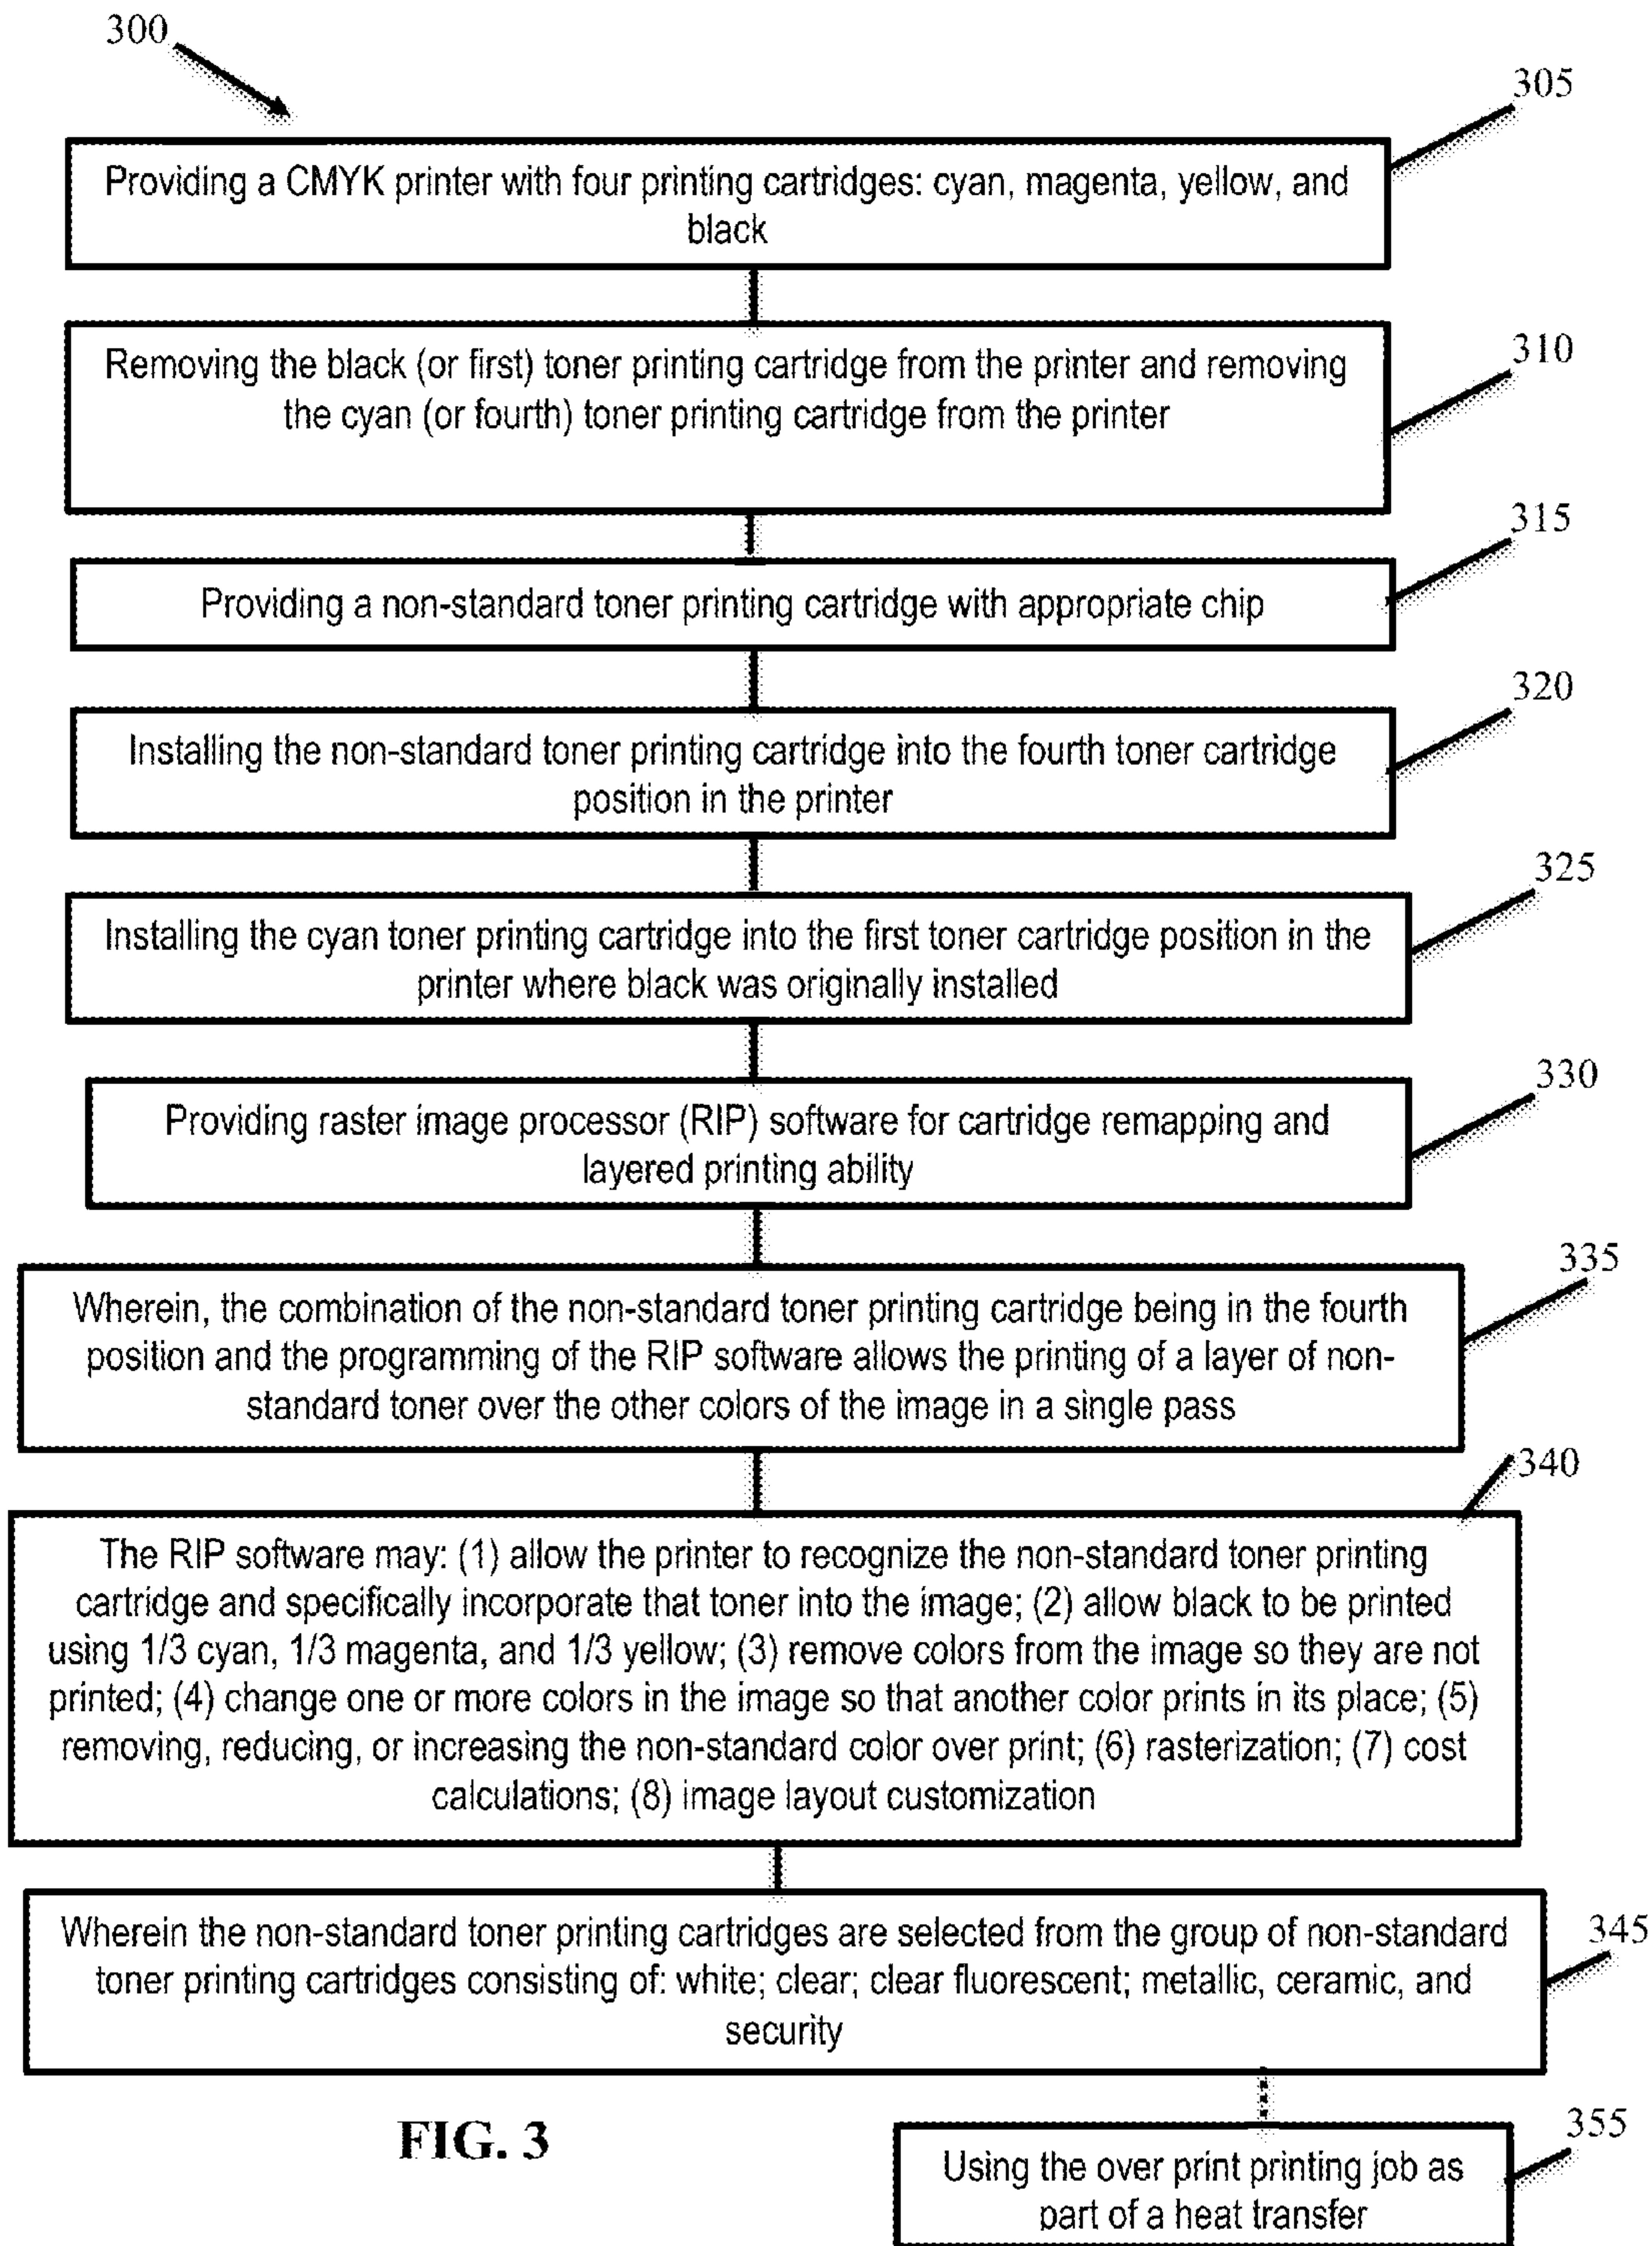 300
305
Providing a CMYK printer with four printing cartridges: cyan, magenta, yellow, and
black
310
Removing the black (or first) toner printing cartridge from the printer and removing
the cyan (or fourth) toner printing cartridge from the printer
315
Providing a non-standard toner printing cartridge with appropriate chip
320
Installing the non-standard toner printing cartridge into the fourth toner cartridge
position in the printer
325
Installing the cyan toner printing cartridge into the first toner cartridge position in the
printer where black was originally installed
330
Providing raster image processor (RIP) software for cartridge remapping and
layered printing ability
335
Wherein, the combination of the non-standard toner printing cartridge being in the fourth
position and the programming of the RIP software allows the printing of a layer of non-
standard toner over the other colors of the image in a single pass
340
The RIP software may: (1) allow the printer to recognize the non-standard toner printing
cartridge and specifically incorporate that toner into the image; (2) allow black to be printed
using 1/3 cyan, 1/3 magenta, and 1/3 yellow; (3) remove colors from the image so they are not
printed; (4) change one or more colors in the image so that another color prints in its place; (5)
removing, reducing, or increasing the non-standard color over print; (6) rasterization; (7) cost
calculations; (8) image layout customization
345
Wherein the non-standard toner printing cartridges are selected from the group of non-standard
toner printing cartridges consisting of: white; clear; clear fluorescent; metallic, ceramic, and
security
355
Using the over print printing job as
part of a heat transfer
FIG. 3